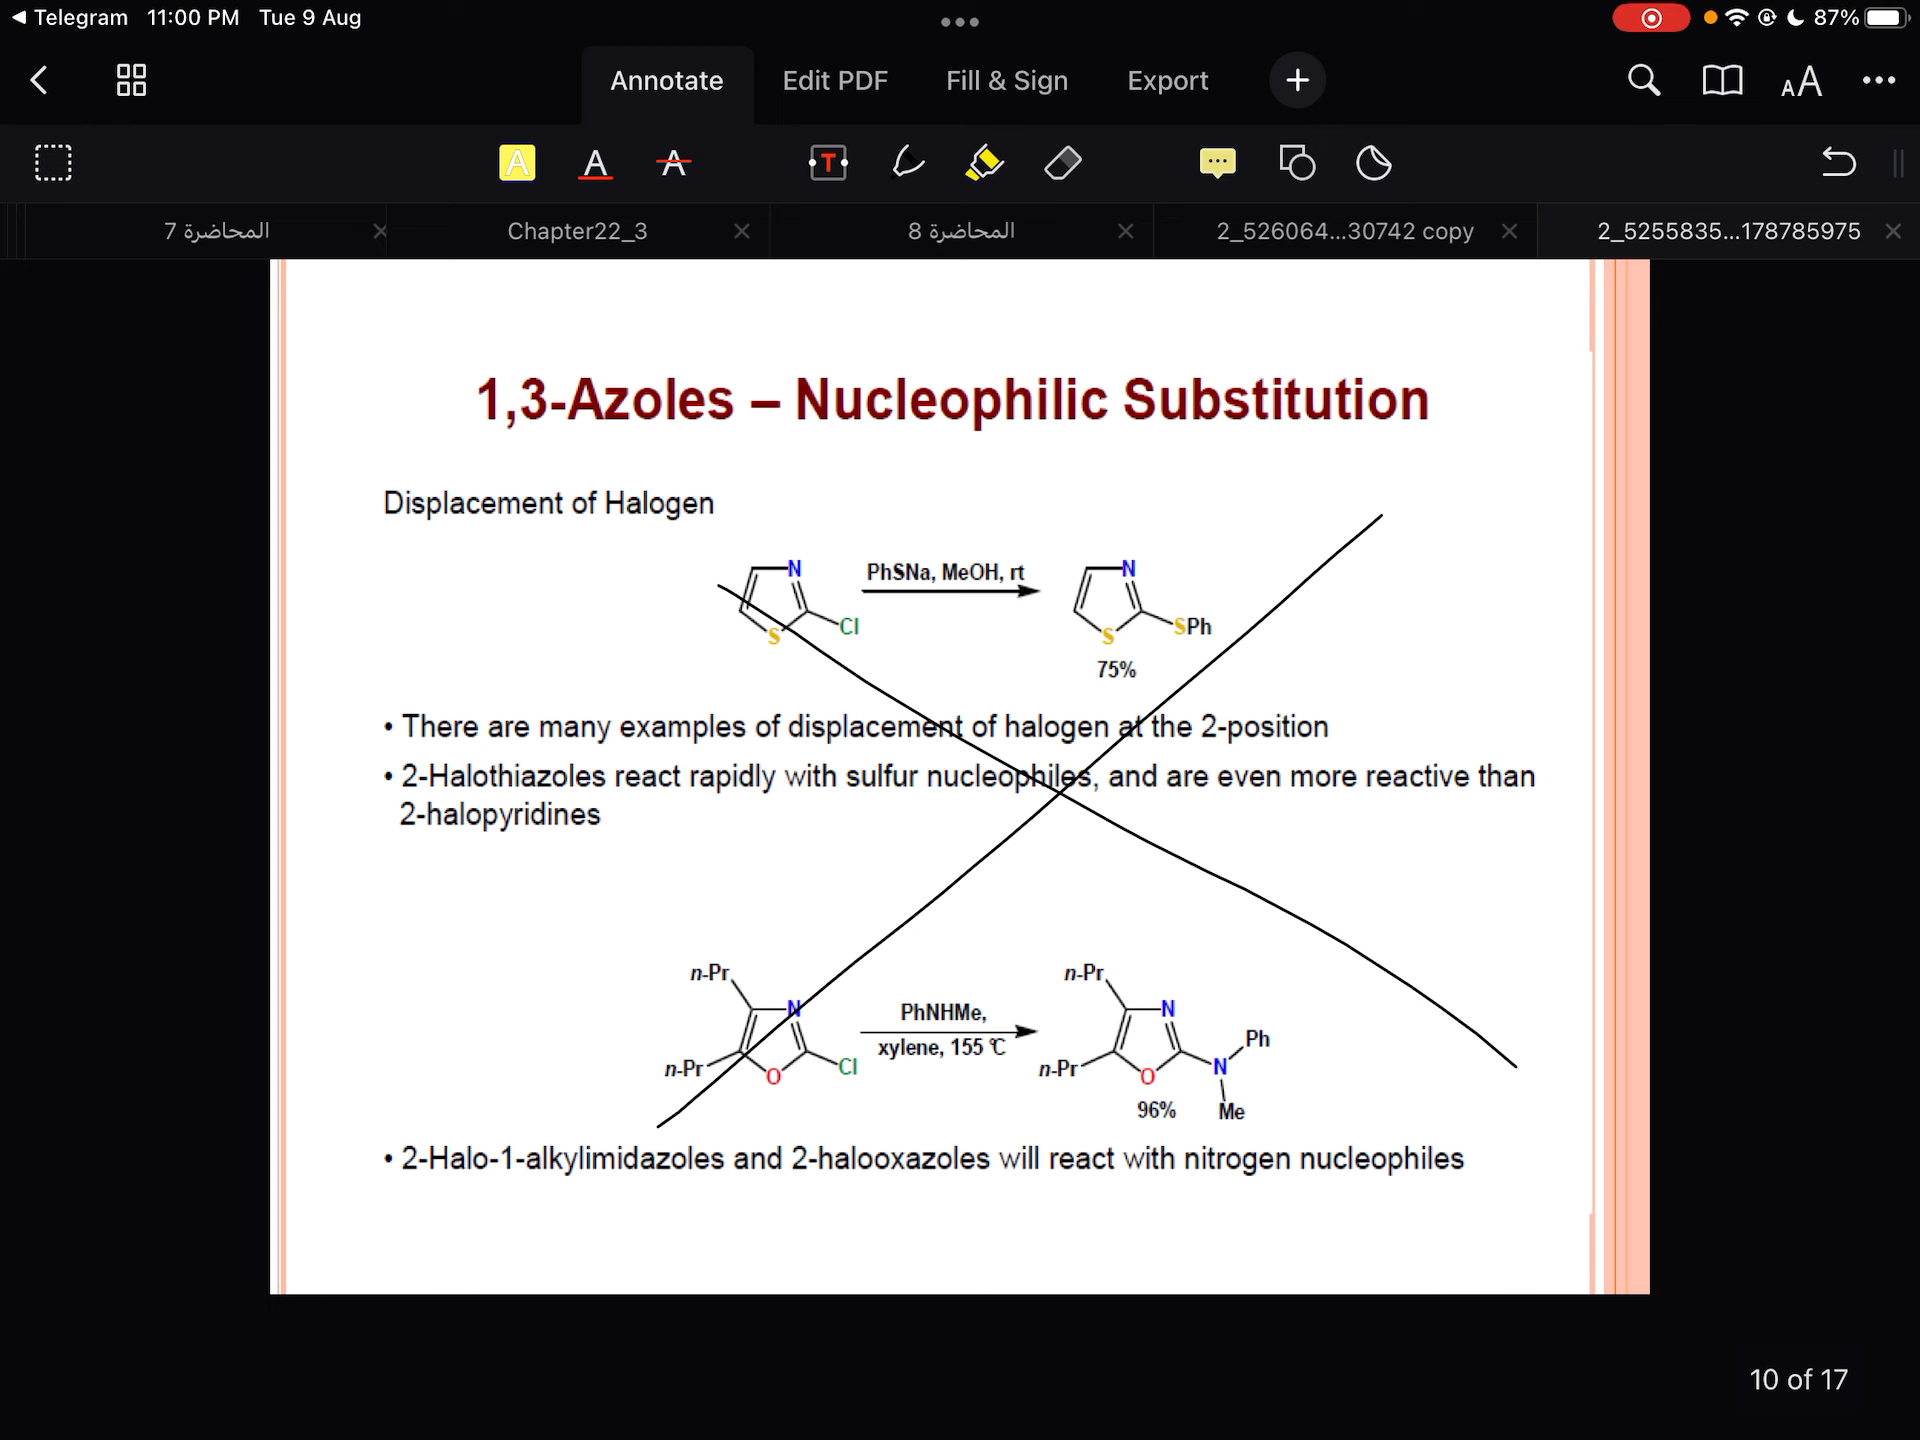 Telegram 11:00 PM Tue 9 Aug 87%
Annotate Edit PDF Fill & Sign Export
المحاضرة 7
Chapter22_3
المحاضرة 8
2_526064...30742 copy
2_5255835...178785975
1,3-Azoles – Nucleophilic Substitution
Displacement of Halogen
N
S
Cl
PhSNa, MeOH, rt
N
S
SPh
75%
• There are many examples of displacement of halogen at the 2-position
• 2-Halothiazoles react rapidly with sulfur nucleophiles, and are even more reactive than
2-halopyridines
n-Pr
N
n-Pr
O
Cl
PhNHMe,
xylene, 155 °C
n-Pr
N
n-Pr
O
N
Ph
Me
96%
• 2-Halo-1-alkylimidazoles and 2-halooxazoles will react with nitrogen nucleophiles
10 of 17